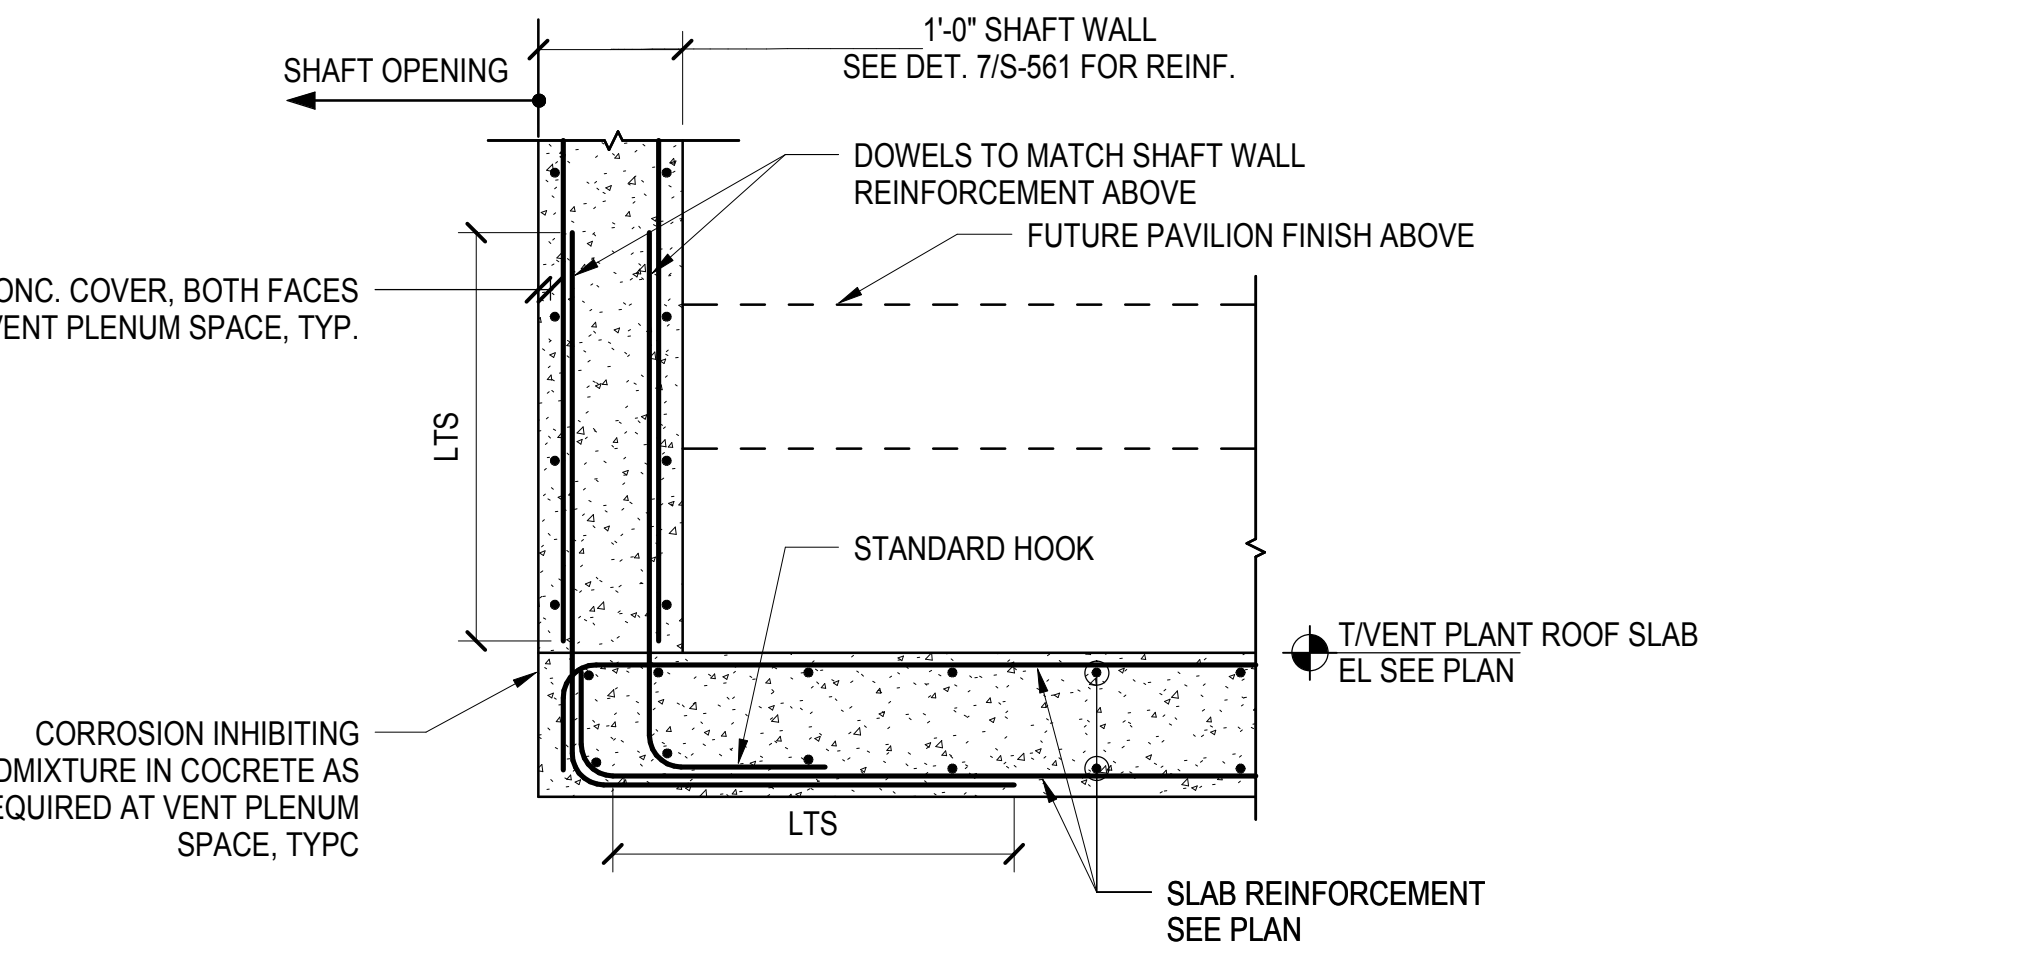 1'-0" SHAFT WALL
SEE DET. 7/S-561 FOR REINF.
SHAFT OPENING
DOWELS TO MATCH SHAFT WALL
REINFORCEMENT ABOVE
FUTURE PAVILION FINISH ABOVE
ONC. COVER, BOTH FACES
VENT PLENUM SPACE, TYP.
LTS
STANDARD HOOK
T/VENT PLANT ROOF SLAB
EL SEE PLAN
CORROSION INHIBITING
DMIXTURE IN COCRETE AS
EQUIRED AT VENT PLENUM
SPACE, TYPC
LTS
SLAB REINFORCEMENT
SEE PLAN